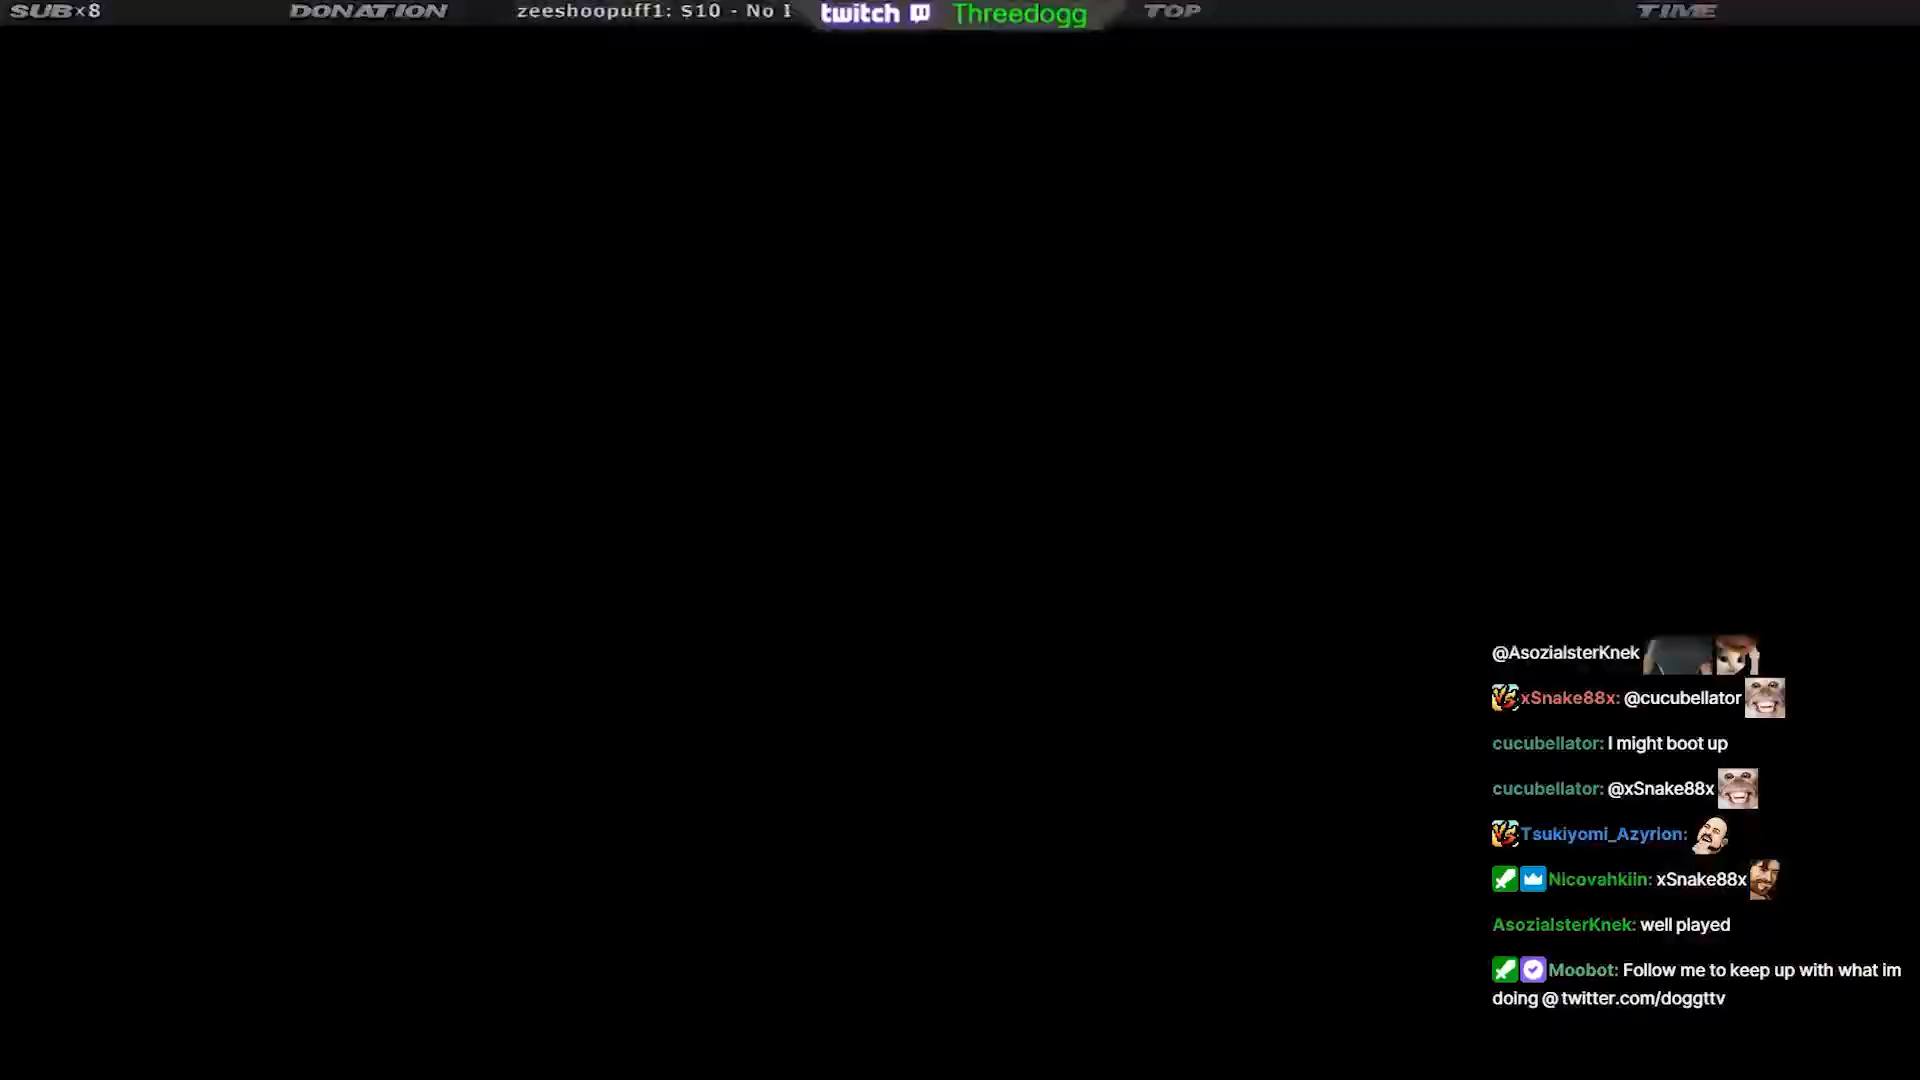 SUB×8 DONATION zeeshoopuff1: $10 - No twitch Threedogg TOP TIME
@AsozialsterKnek
xSnake88x: @cucubellator
cucubellator: I might boot up
cucubellator: @xSnake88x
Tsukiyomi_Azyrion:
Nicovahkiin: xSnake88x
AsozialsterKnek: well played
Moobot: Follow me to keep up with what im
doing @ twitter.com/doggttv